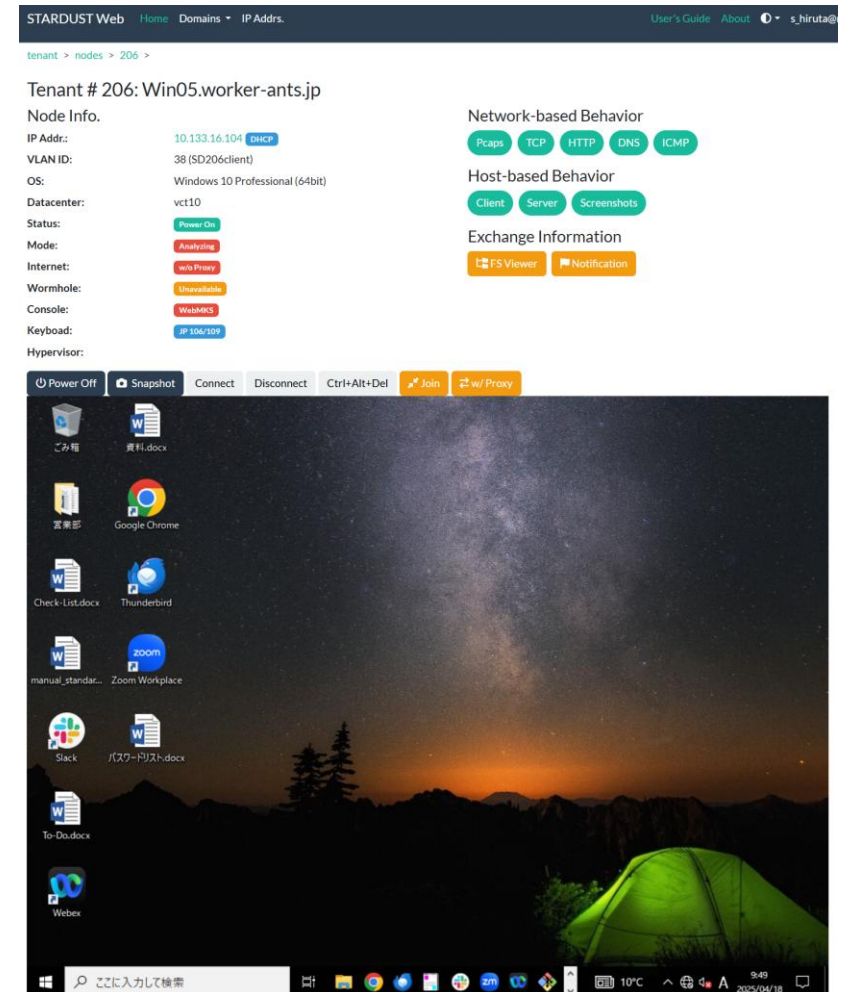 STARDUST Web Home Domains IP Addrs. User's Guide About s_hiruta@
tenant > nodes > 206 >
Tenant # 206: Win05.worker-ants.jp
Node Info.
IP Addr.: 10.133.16.104 DHCP
VLAN ID: 38 (SD206client)
OS: Windows 10 Professional (64bit)
Datacenter: vct10
Status: Power On
Mode: Analyzing
Internet: w/o Proxy
Wormhole: Unavailable
Console: WebMKS
Keyboad: JP 106/109
Hypervisor:
Network-based Behavior
Pcaps TCP HTTP DNS ICMP
Host-based Behavior
Client Server Screenshots
Exchange Information
FS Viewer Notification
Power Off Snapshot Connect Disconnect Ctrl+Alt+Del Join w/ Proxy
ごみ箱 資料.docx
営業部 Google Chrome
Check-List.docx Thunderbird
manual_standar... Zoom Workplace
zoom
Slack パスワードリスト.docx
To-Do.docx
Webex
ここに入力して検索 zm 10°C A 9:49
2025/04/18